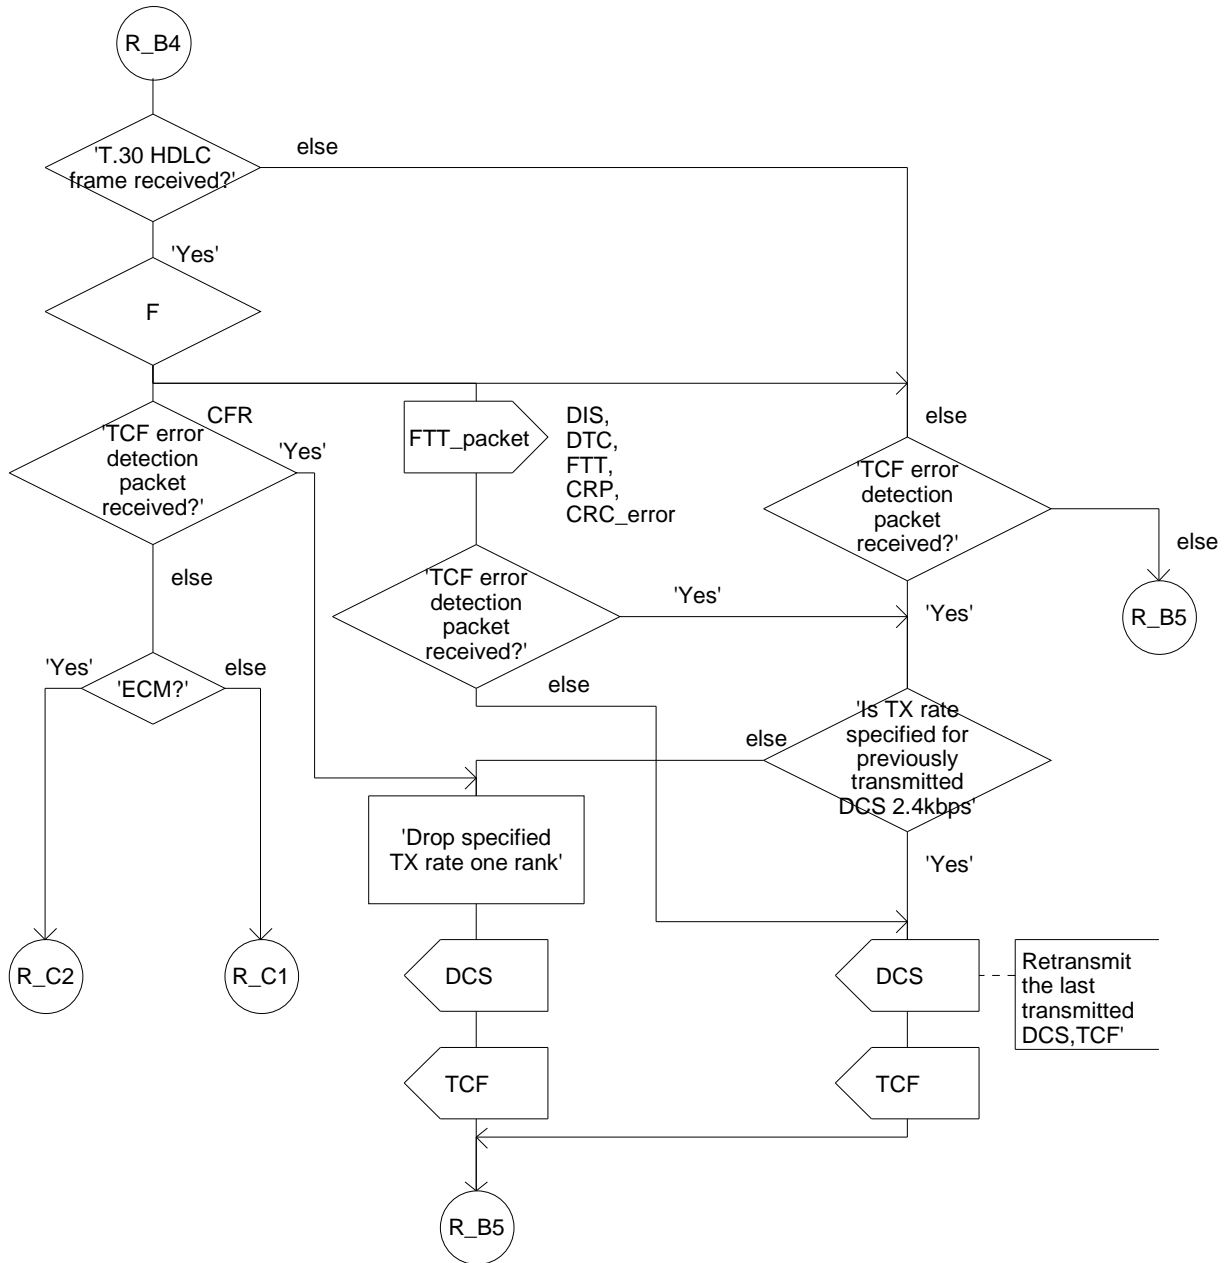 R_B4
'T.30 HDLC
frame received?'
else
'Yes'
F
CFR
'TCF error
detection
packet
received?'
'Yes'
else
FTT_packet
DIS,
DTC,
FTT,
CRP,
CRC_error
else
'TCF error
detection
packet
received?'
else
'Yes'
R_B5
'TCF error
detection
packet
received?'
'Yes'
else
'Yes'
'ECM?'
else
'Is TX rate
specified for
previously
transmitted
DCS 2.4kbps'
else
'Yes'
'Drop specified
TX rate one rank'
R_C2
R_C1
DCS
DCS
Retransmit
the last
transmitted
DCS,TCF'
TCF
TCF
R_B5